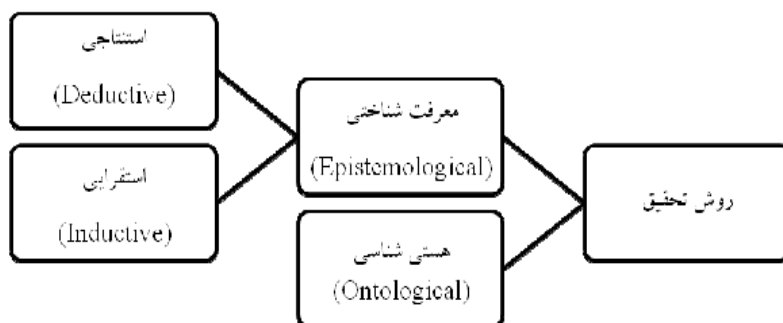 استنتاجی
(Deductive)
استقرایی
(Inductive)
معرفت شناختی
(Epistemological)
هستی شناسی
(Ontological)
روش تحقیق